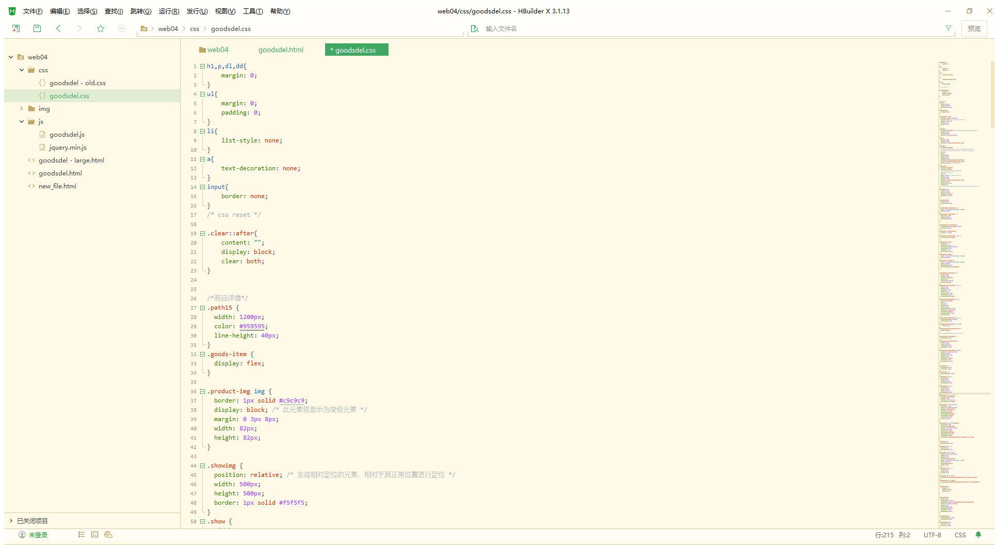 文件(F) 编辑(E) 选择(S) 查找(I) 跳转(G) 运行(R) 发行(U) 视图(V) 工具(T) 帮助(Y)
web04/css/goodsdel.css - HBuilder X 3.1.13
web04 > css > goodsdel.css
输入文件名
预览
web04
css
goodsdel - old.css
goodsdel.css
img
js
goodsdel.js
jquery.min.js
goodsdel - large.html
goodsdel.html
new_file.html
已关闭项目
web04 goodsdel.html * goodsdel.css
1 h1,p,dl,dd{
2 margin: 0;
3 }
4 ul{
5 margin: 0;
6 padding: 0;
7 }
8 li{
9 list-style: none;
10 }
11 a{
12 text-decoration: none;
13 }
14 input{
15 border: none;
16 }
17 /* css reset */
18
19 .clear::after{
20 content: "";
21 display: block;
22 clear: both;
23 }
24
25
26 /*商品详情*/
27 .path15 {
28 width: 1200px;
29 color: #959595;
30 line-height: 40px;
31 }
32 .goods-item {
33 display: flex;
34 }
35
36 .product-img img {
37 border: 1px solid #c9c9c9;
38 display: block; /* 此元素将显示为块级元素 */
39 margin: 0 3px 8px;
40 width: 82px;
41 height: 82px;
42 }
43
44 .showimg {
45 position: relative; /* 生成相对定位的元素，相对于其正常位置进行定位 */
46 width: 500px;
47 height: 500px;
48 border: 1px solid #f5f5f5;
49 }
50 .show {
未登录
行:215 列:2 UTF-8 CSS